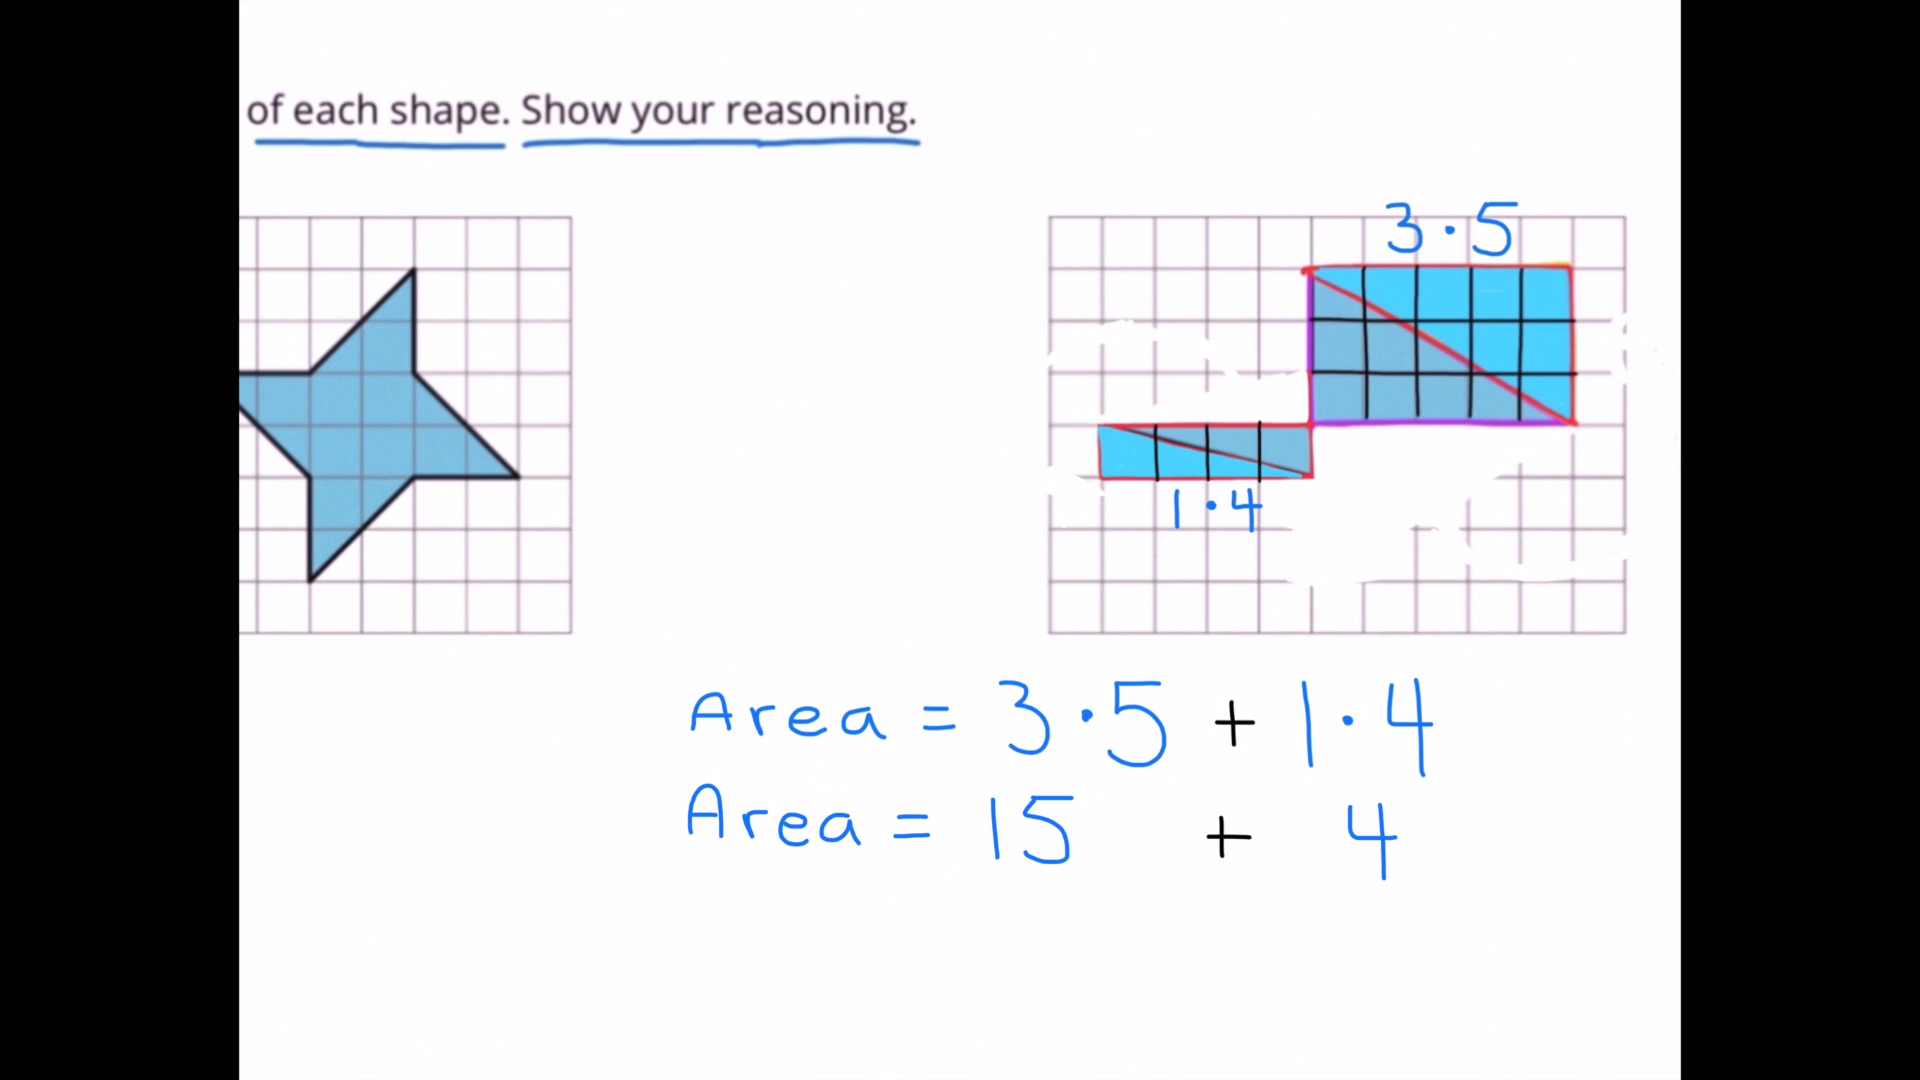 of each shape. Show your reasoning.
3·5
1·4
Area = 3·5 + 1·4
Area = 15 + 4